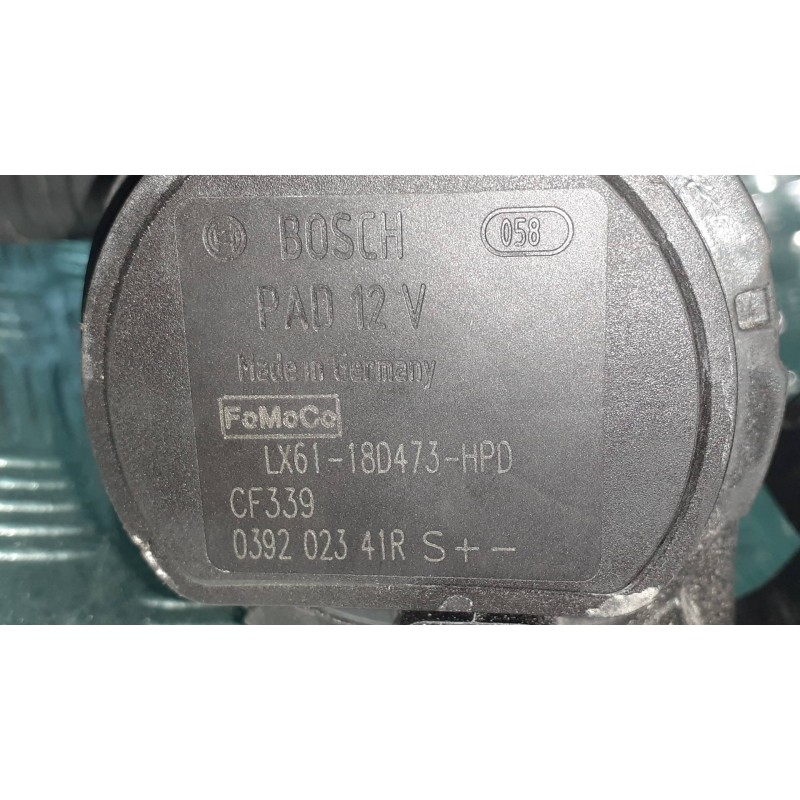 BOSCH 058
PAD 12 V
Made in Germany
FoMoCo
LX61-18D473-HPD
CF339
0392 023 41R S + -